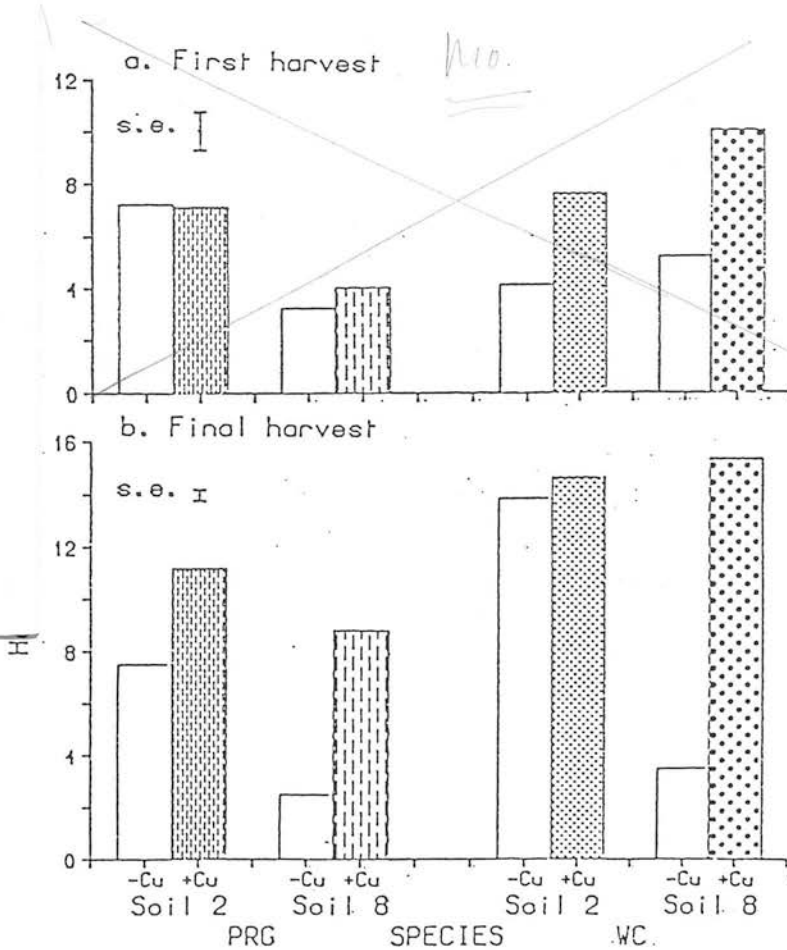 a. First harvest
12
s.e.
8
4
0
b. Final harvest
16
s.e.
12
8
4
0
-Cu +Cu -Cu +Cu -Cu +Cu -Cu +Cu
Soil 2 Soil 8 Soil 2 Soil 8
PRG SPECIES WC